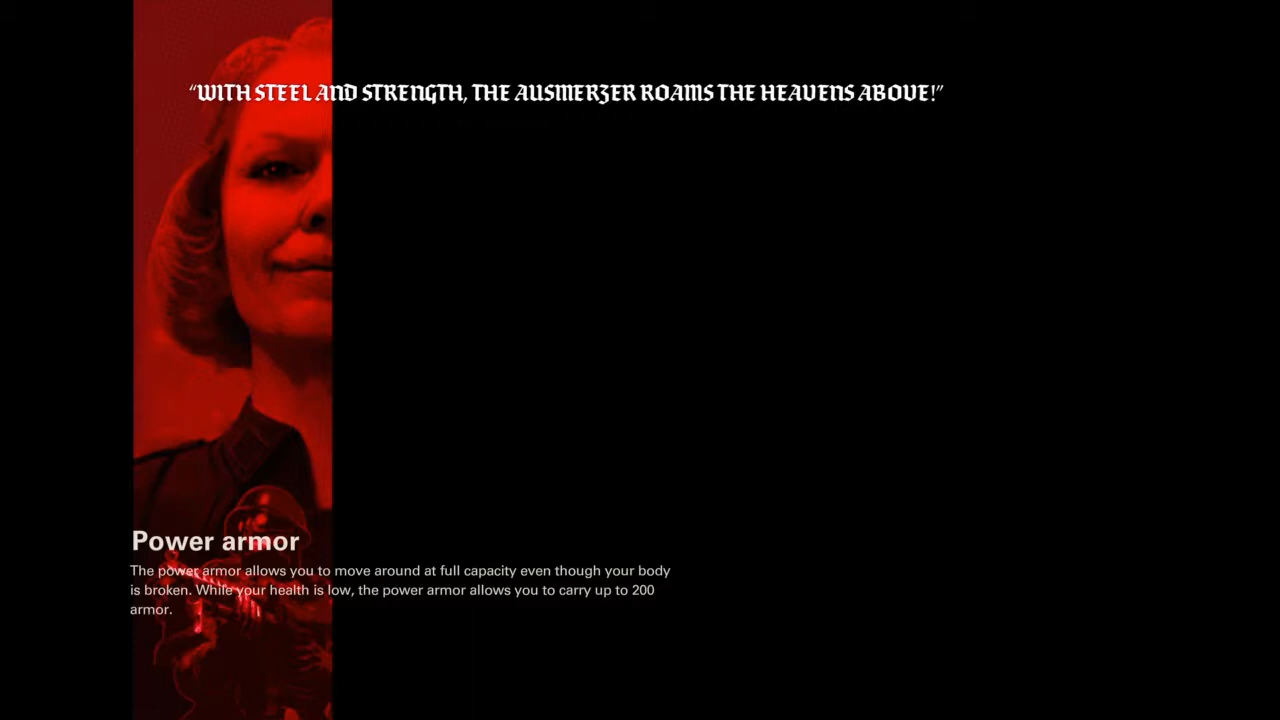 “WITH STEEL AND STRENGTH, THE AUSMERZER ROAMS THE HEAVENS ABOVE!”
Power armor
The power armor allows you to move around at full capacity even though your body
is broken. While your health is low, the power armor allows you to carry up to 200
armor.